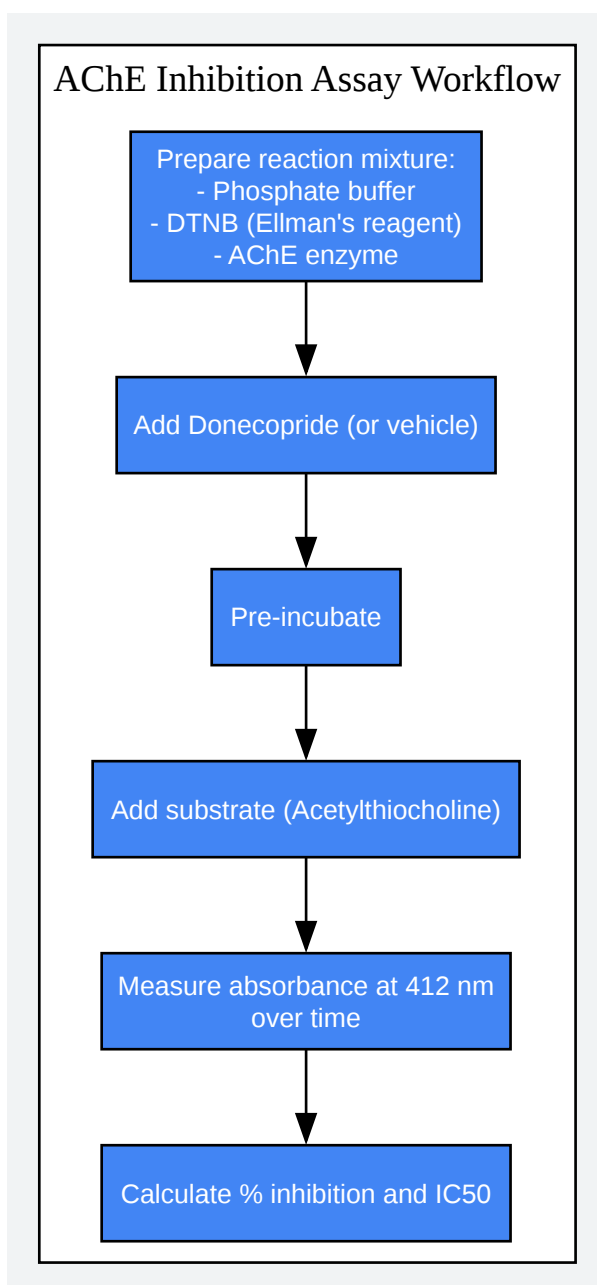 AChE Inhibition Assay Workflow
Prepare reaction mixture:
- Phosphate buffer
- DTNB (Ellman's reagent)
- AChE enzyme
Add Donecopride (or vehicle)
Pre-incubate
Add substrate (Acetylthiocholine)
Measure absorbance at 412 nm
over time
Calculate % inhibition and IC50